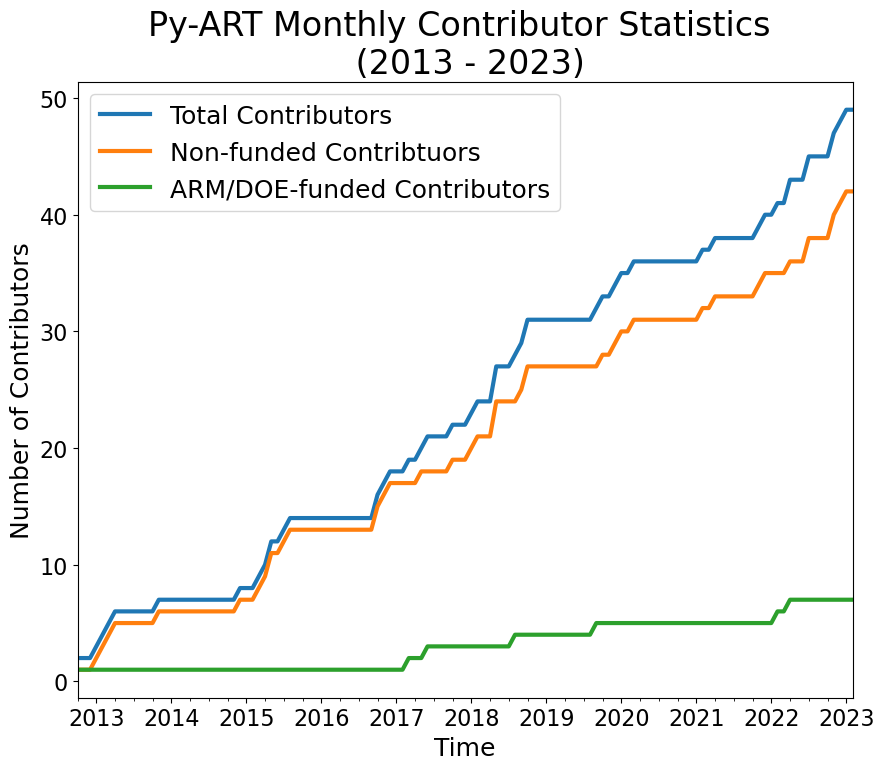 Py-ART Monthly Contributor Statistics
(2013 - 2023)
Total Contributors
Non-funded Contribtuors
ARM/DOE-funded Contributors
Number of Contributors
50
40
30
20
10
0
2013 2014 2015 2016 2017 2018 2019 2020 2021 2022 2023
Time